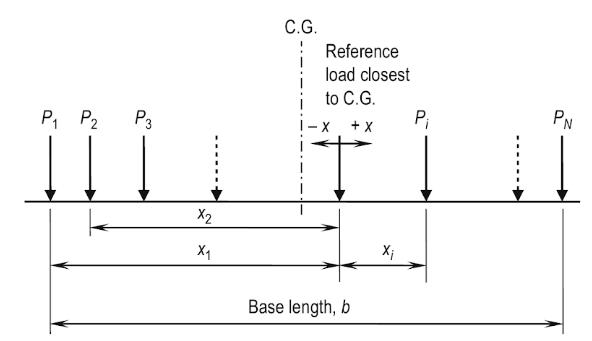 C.G.
Reference
load closest
to C.G.
P1 P2 P3 – x + x Pi PN
x2
x1 xi
Base length, b